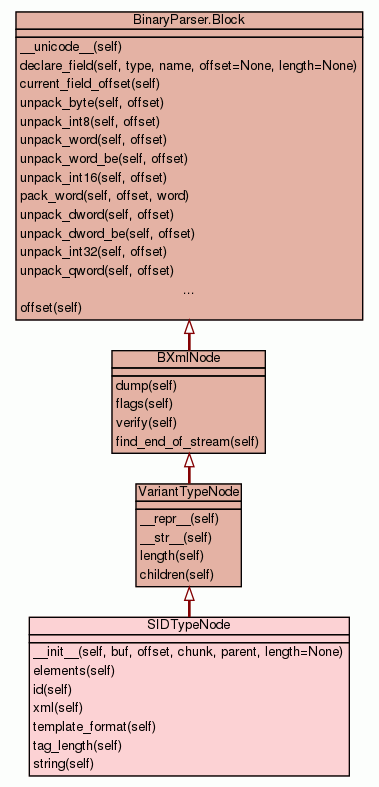 BinaryParser.Block
__unicode__(self)
declare_field(self, type, name, offset=None, length=None)
current_field_offset(self)
unpack_byte(self, offset)
unpack_int8(self, offset)
unpack_word(self, offset)
unpack_word_be(self, offset)
unpack_int16(self, offset)
pack_word(self, offset, word)
unpack_dword(self, offset)
unpack_dword_be(self, offset)
unpack_int32(self, offset)
unpack_qword(self, offset)
...
offset(self)
BXmlNode
dump(self)
flags(self)
verify(self)
find_end_of_stream(self)
VariantTypeNode
__repr__(self)
__str__(self)
length(self)
children(self)
SIDTypeNode
__init__(self, buf, offset, chunk, parent, length=None)
elements(self)
id(self)
xml(self)
template_format(self)
tag_length(self)
string(self)